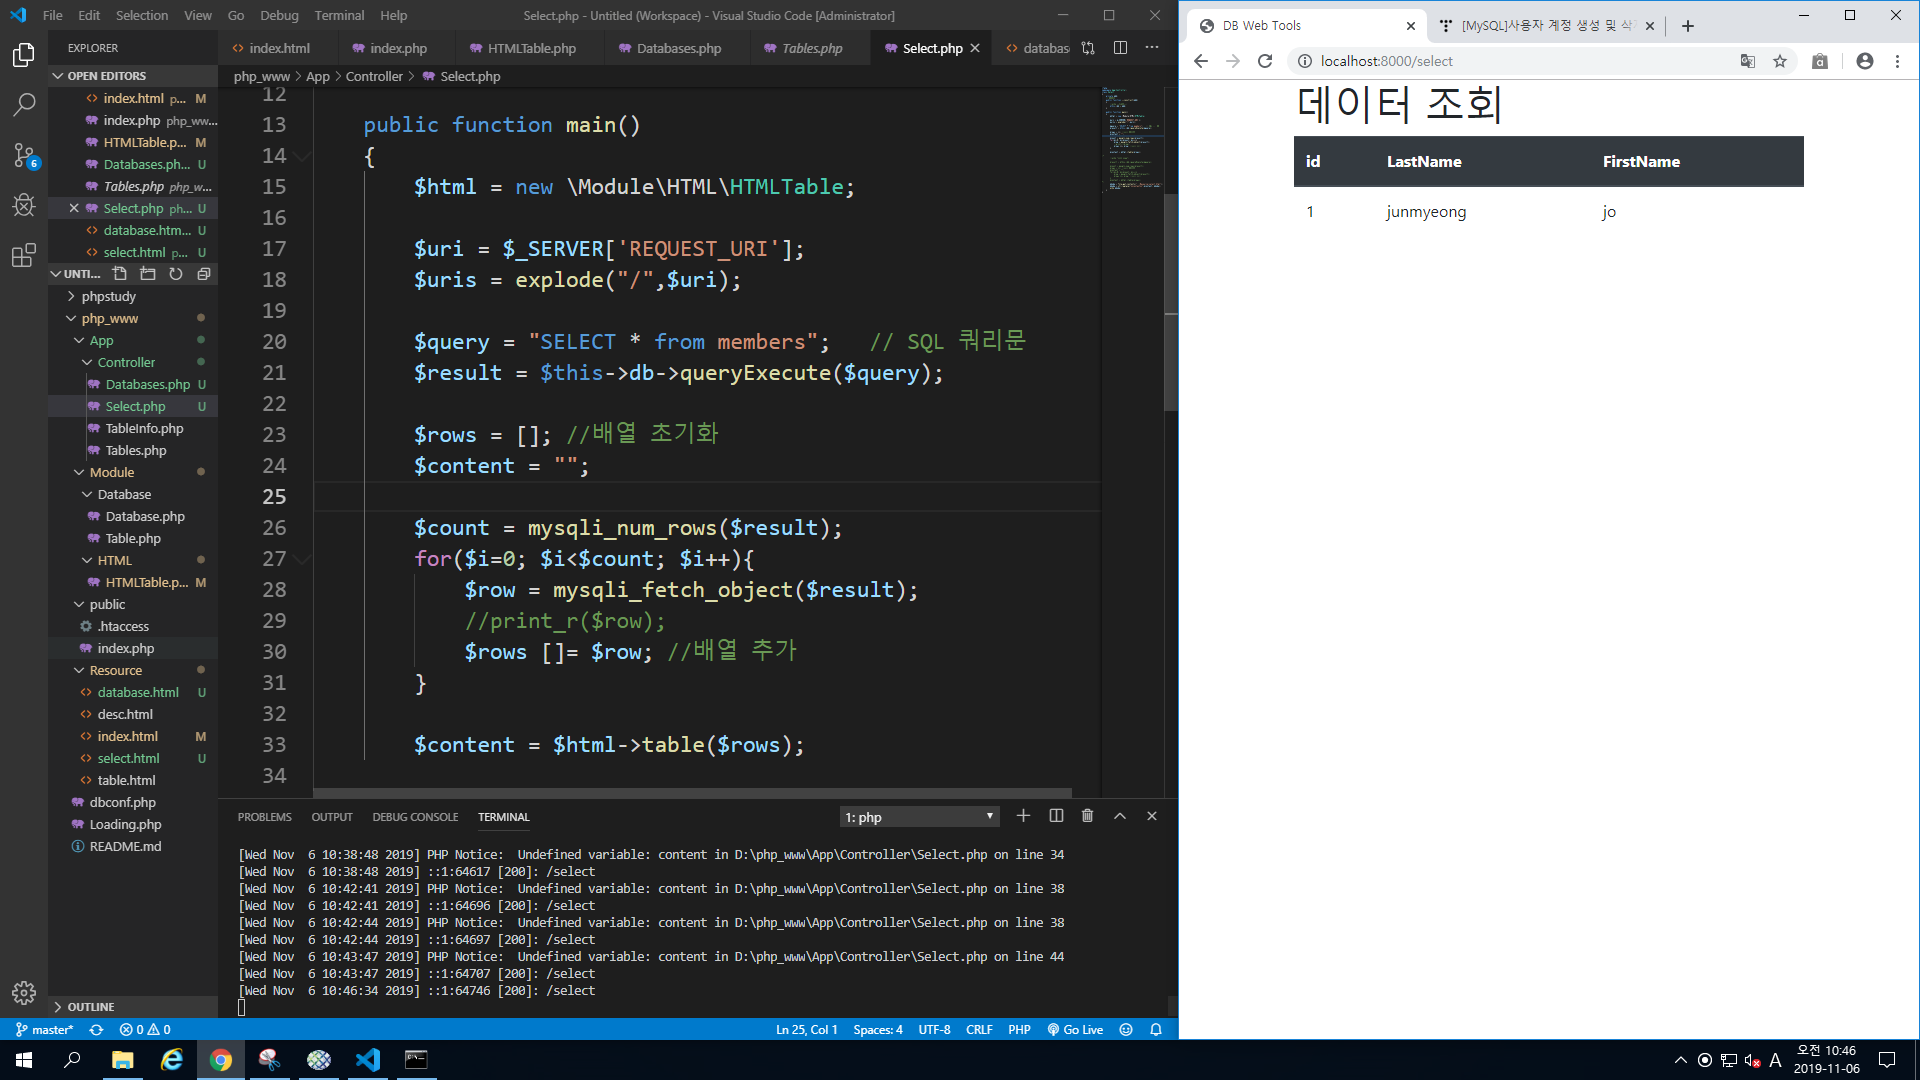 File Edit Selection View Go Debug Terminal Help
Select.php - Untitled (Workspace) - Visual Studio Code [Administrator]
EXPLORER
OPEN EDITORS
index.html p... M
index.php php_ww...
HTMLTable.p... M
Databases.ph... U
Tables.php php_w...
Select.php ph... U
database.htm... U
select.html p... U
UNTI...
phpstudy
php_www
App
Controller
Databases.php U
Select.php U
TableInfo.php
Tables.php
Module
Database
Database.php
Table.php
HTML
HTMLTable.p... M
public
.htaccess
index.php
Resource
database.html U
desc.html
index.html M
select.html U
table.html
dbconf.php
Loading.php
README.md
OUTLINE
6
index.html index.php HTMLTable.php Databases.php Tables.php Select.php databas
php_www > App > Controller > Select.php
12
13 public function main()
14 {
15 $html = new \Module\HTML\HTMLTable;
16
17 $uri = $_SERVER['REQUEST_URI'];
18 $uris = explode("/",$uri);
19
20 $query = "SELECT * from members"; // SQL 쿼리문
21 $result = $this->db->queryExecute($query);
22
23 $rows = []; //배열 초기화
24 $content = "";
25
26 $count = mysqli_num_rows($result);
27 for($i=0; $i<$count; $i++){
28 $row = mysqli_fetch_object($result);
29 //print_r($row);
30 $rows []= $row; //배열 추가
31 }
32
33 $content = $html->table($rows);
34
PROBLEMS OUTPUT DEBUG CONSOLE TERMINAL
1: php
[Wed Nov  6 10:38:48 2019] PHP Notice:  Undefined variable: content in D:\php_www\App\Controller\Select.php on line 34
[Wed Nov  6 10:38:48 2019] ::1:64617 [200]: /select
[Wed Nov  6 10:42:41 2019] PHP Notice:  Undefined variable: content in D:\php_www\App\Controller\Select.php on line 38
[Wed Nov  6 10:42:41 2019] ::1:64696 [200]: /select
[Wed Nov  6 10:42:44 2019] PHP Notice:  Undefined variable: content in D:\php_www\App\Controller\Select.php on line 38
[Wed Nov  6 10:42:44 2019] ::1:64697 [200]: /select
[Wed Nov  6 10:43:47 2019] PHP Notice:  Undefined variable: content in D:\php_www\App\Controller\Select.php on line 44
[Wed Nov  6 10:43:47 2019] ::1:64707 [200]: /select
[Wed Nov  6 10:46:34 2019] ::1:64746 [200]: /select
master* 0 0
Ln 25, Col 1 Spaces: 4 UTF-8 CRLF PHP Go Live
DB Web Tools
[MySQL]사용자 계정 생성 및 삭
localhost:8000/select
데이터 조회
id LastName FirstName
1 junmyeong jo
A
오전 10:46
2019-11-06